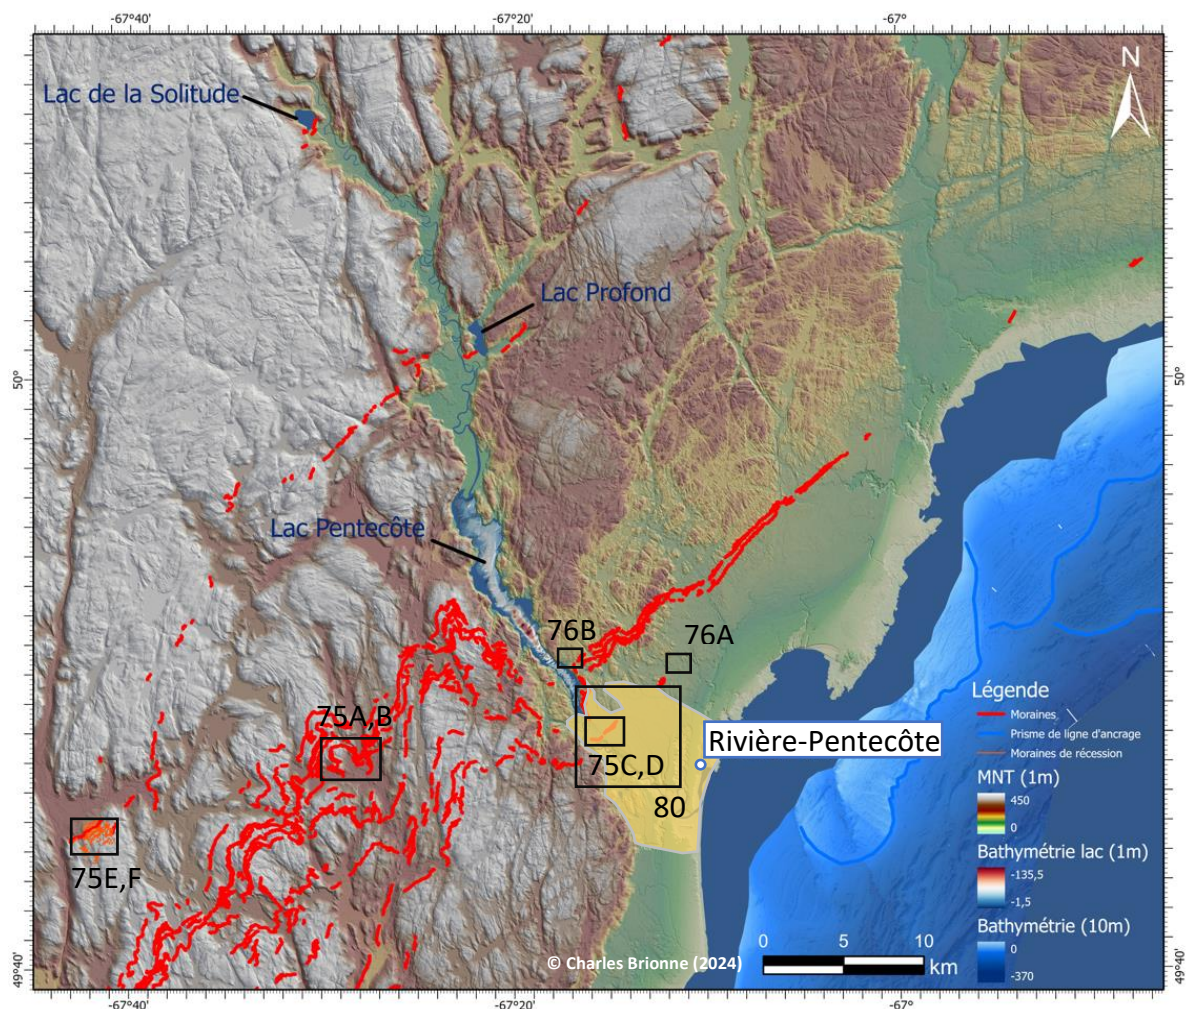 -67°40'
-67°20'
-67°
N
Lac de la Solitude
Lac Profond
50°
50°
Lac Pentecôte
76B
76A
Légende
Moraines
Prisme de ligne d'ancrage
Moraines de récession
75A,B
Rivière-Pentecôte
75C,D
80
MNT (1m)
450
0
75E,F
Bathymétrie lac (1m)
-135,5
-1,5
Bathymétrie (10m)
0
-370
0 5 10
km
© Charles Brionne (2024)
49°40'
49°40'
-67°40'
-67°20'
-67°